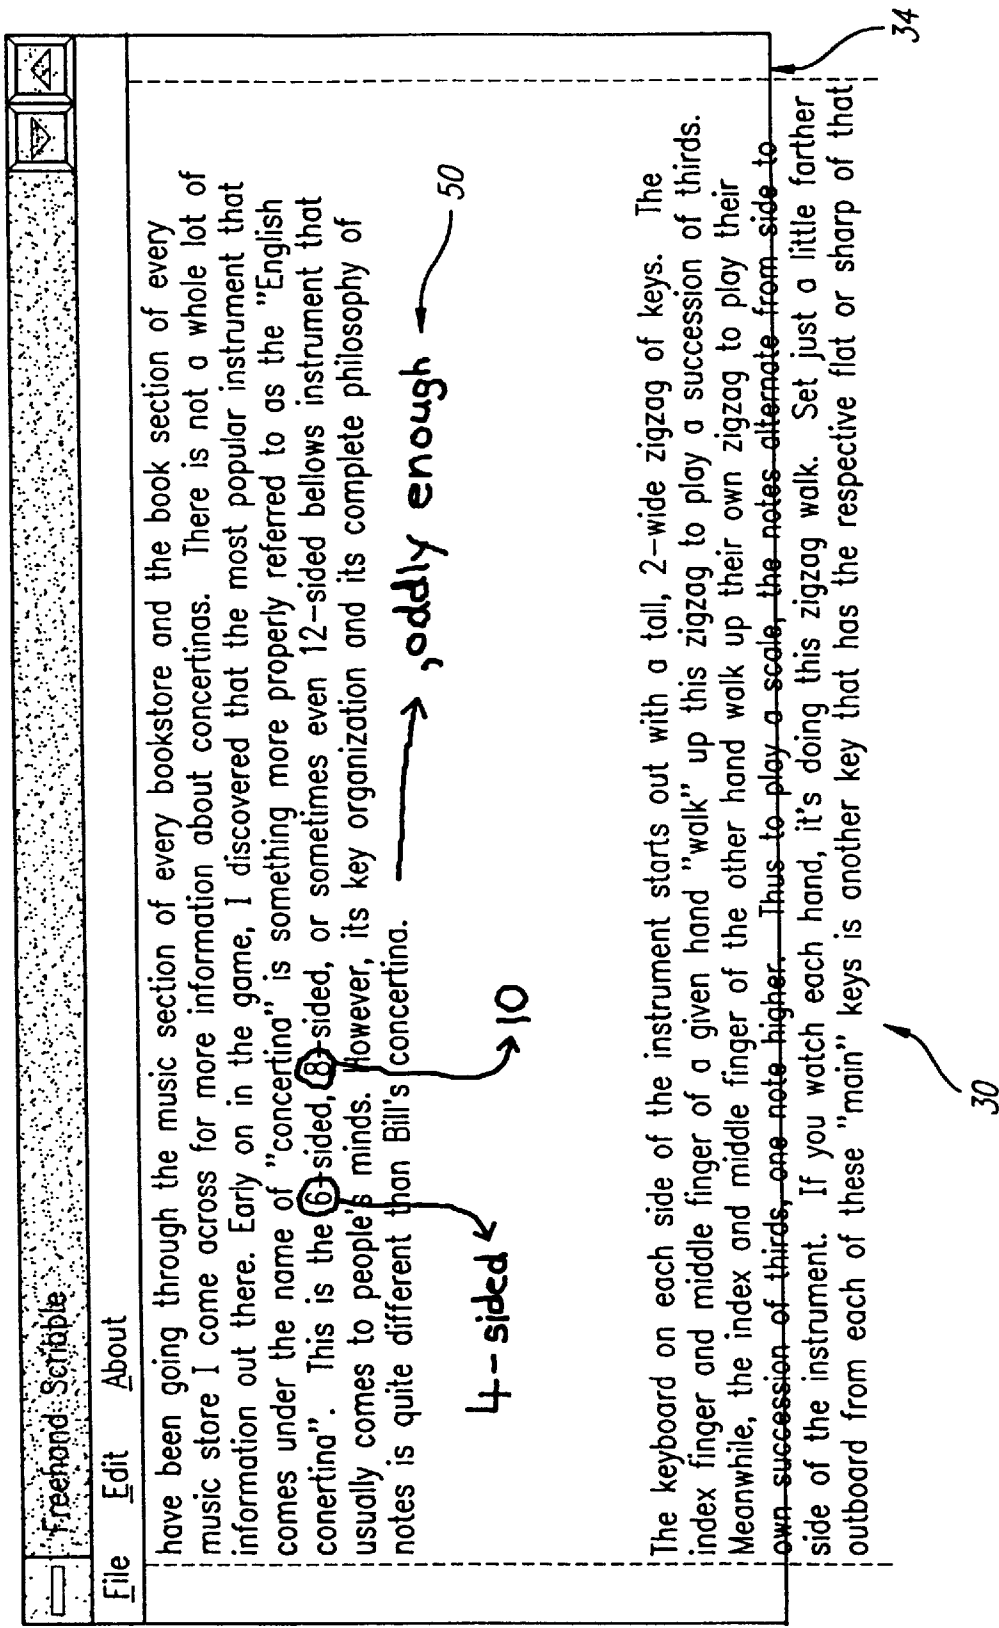 Freehand Scribble
File Edit About
have been going through the music section of every bookstore and the book section of every
music store I come across for more information about concertinas. There is not a whole lot of
information out there. Early on in the game, I discovered that the most popular instrument that
comes under the name of "concertina" is something more properly referred to as the "English
conertina". This is the 6-sided, 8-sided, or sometimes even 12-sided bellows instrument that
usually comes to people's minds. However, its key organization and its complete philosophy of
notes is quite different than Bill's concertina.
, oddly enough
50
4-sided
10
The keyboard on each side of the instrument starts out with a tall, 2-wide zigzag of keys. The
index finger and middle finger of a given hand "walk" up this zigzag to play a succession of thirds.
Meanwhile, the index and middle finger of the other hand walk up their own zigzag to play their
own succession of thirds, one note higher. Thus to play a scale, the notes alternate from side to
side of the instrument. If you watch each hand, it's doing this zigzag walk. Set just a little farther
outboard from each of these "main" keys is another key that has the respective flat or sharp of that
34
30